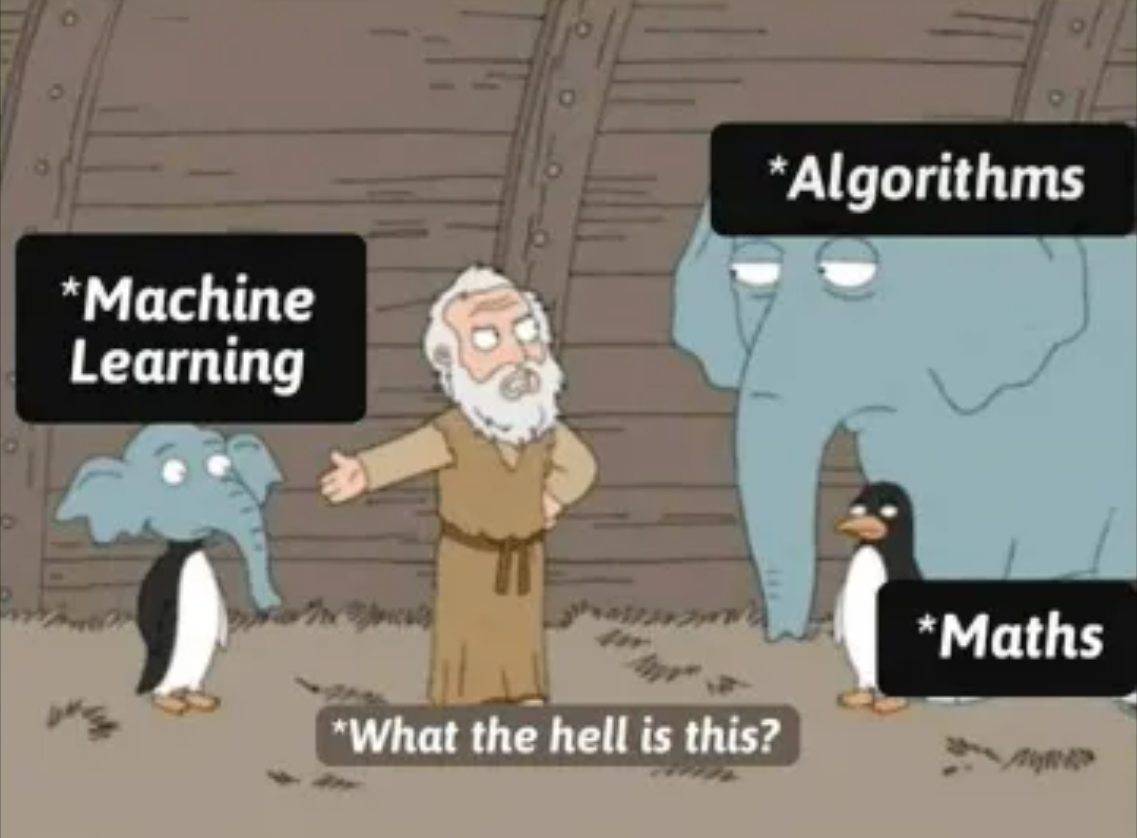 *Algorithms
*Machine
Learning
*Maths
*What the hell is this?